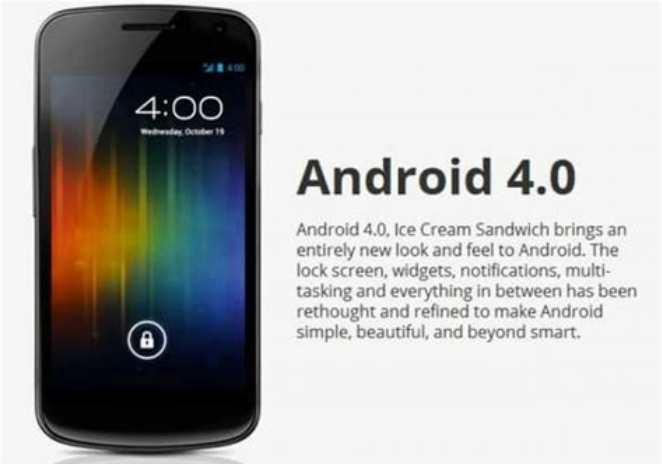 4:00
4:00
Wednesday, October 19
Android 4.0
Android 4.0, Ice Cream Sandwich brings an
entirely new look and feel to Android. The
lock screen, widgets, notifications, multi-
tasking and everything in between has been
rethought and refined to make Android
simple, beautiful, and beyond smart.